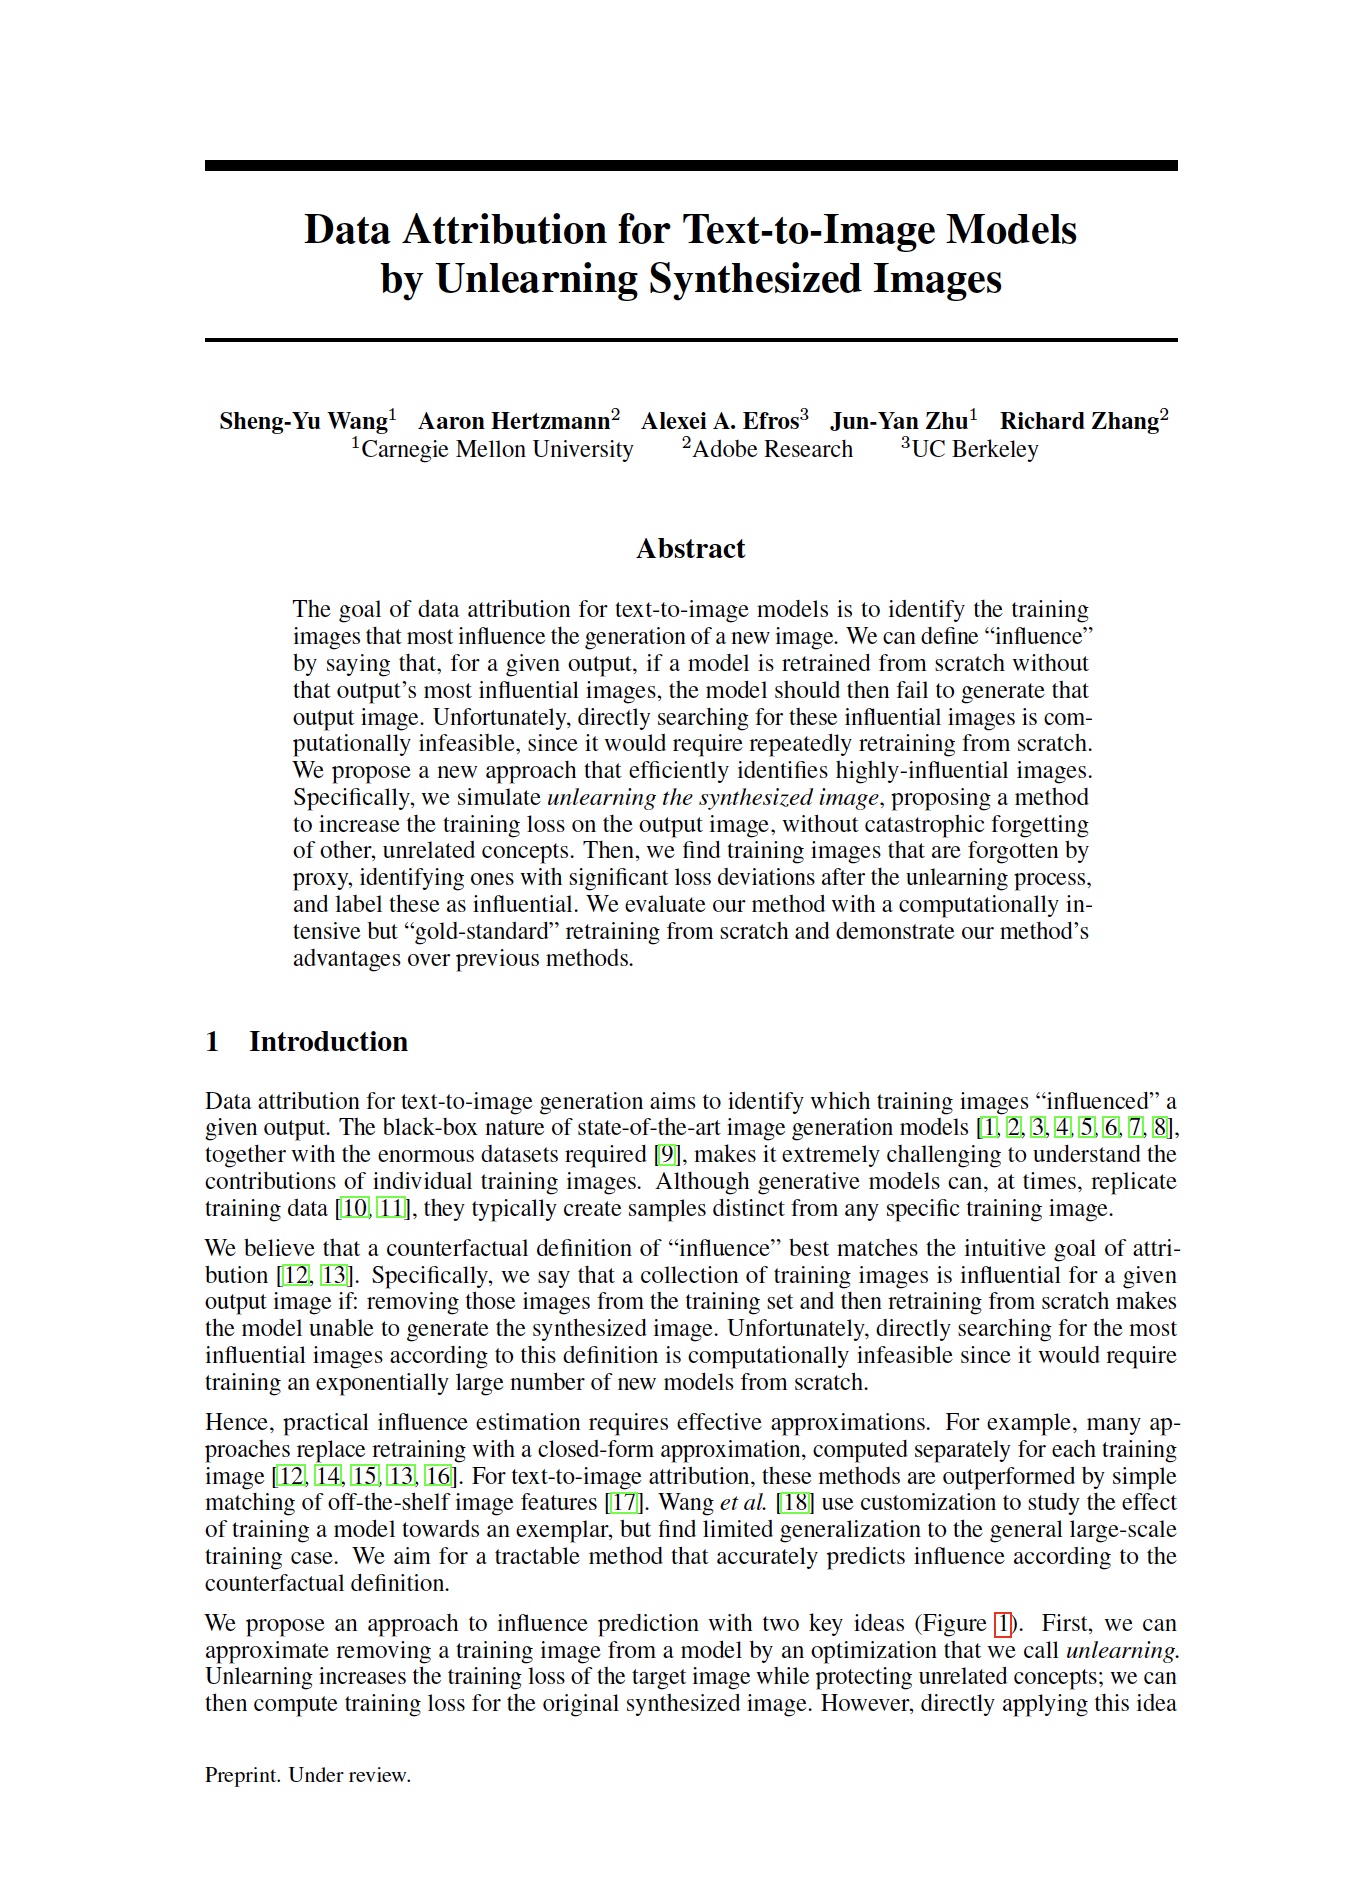 Data Attribution for Text-to-Image Models
by Unlearning Synthesized Images
Sheng-Yu Wang¹ Aaron Hertzmann² Alexei A. Efros³ Jun-Yan Zhu¹ Richard Zhang²
¹Carnegie Mellon University ²Adobe Research ³UC Berkeley
Abstract
The goal of data attribution for text-to-image models is to identify the training
images that most influence the generation of a new image. We can define “influence”
by saying that, for a given output, if a model is retrained from scratch without
that output’s most influential images, the model should then fail to generate that
output image. Unfortunately, directly searching for these influential images is com-
putationally infeasible, since it would require repeatedly retraining from scratch.
We propose a new approach that efficiently identifies highly-influential images.
Specifically, we simulate unlearning the synthesized image, proposing a method
to increase the training loss on the output image, without catastrophic forgetting
of other, unrelated concepts. Then, we find training images that are forgotten by
proxy, identifying ones with significant loss deviations after the unlearning process,
and label these as influential. We evaluate our method with a computationally in-
tensive but “gold-standard” retraining from scratch and demonstrate our method’s
advantages over previous methods.
1 Introduction
Data attribution for text-to-image generation aims to identify which training images “influenced” a
given output. The black-box nature of state-of-the-art image generation models [1, 2, 3, 4, 5, 6, 7, 8],
together with the enormous datasets required [9], makes it extremely challenging to understand the
contributions of individual training images. Although generative models can, at times, replicate
training data [10, 11], they typically create samples distinct from any specific training image.
We believe that a counterfactual definition of “influence” best matches the intuitive goal of attri-
bution [12, 13]. Specifically, we say that a collection of training images is influential for a given
output image if: removing those images from the training set and then retraining from scratch makes
the model unable to generate the synthesized image. Unfortunately, directly searching for the most
influential images according to this definition is computationally infeasible since it would require
training an exponentially large number of new models from scratch.
Hence, practical influence estimation requires effective approximations. For example, many ap-
proaches replace retraining with a closed-form approximation, computed separately for each training
image [12, 14, 15, 13, 16]. For text-to-image attribution, these methods are outperformed by simple
matching of off-the-shelf image features [17]. Wang et al. [18] use customization to study the effect
of training a model towards an exemplar, but find limited generalization to the general large-scale
training case. We aim for a tractable method that accurately predicts influence according to the
counterfactual definition.
We propose an approach to influence prediction with two key ideas (Figure 1). First, we can
approximate removing a training image from a model by an optimization that we call unlearning.
Unlearning increases the training loss of the target image while protecting unrelated concepts; we can
then compute training loss for the original synthesized image. However, directly applying this idea
Preprint. Under review.